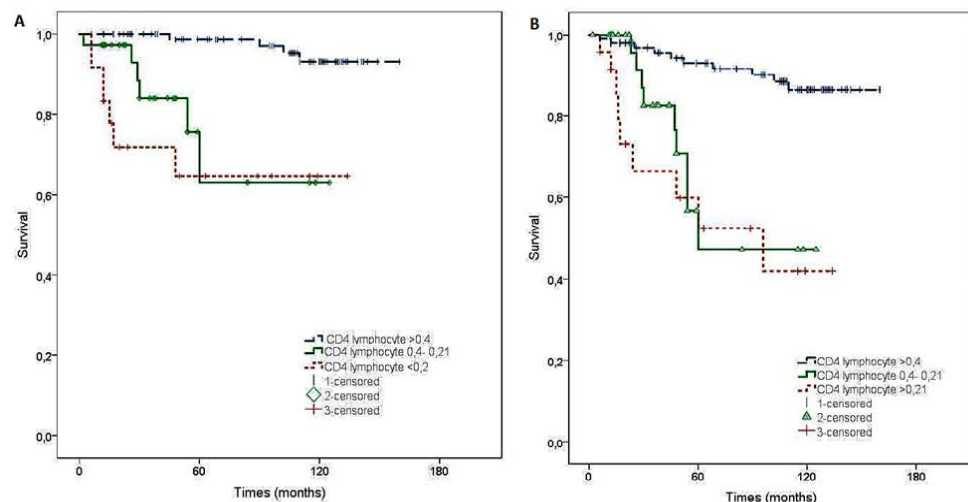 A
1,0
0,8
0,6
0,4
0,2
0,0
Survival
CD4 lymphocyte >0,4
CD4 lymphocyte 0,4- 0,21
CD4 lymphocyte <0,2
1-censored
2-censored
3-censored
0 60 120 180
Times (months)
B
1,0
0,8
0,6
0,4
0,2
0,0
Survival
CD4 lymphocyte >0,4
CD4 lymphocyte 0,4- 0,21
CD4 lymphocyte >0,21
1-censored
2-censored
3-censored
0 60 120 180
Times (months)